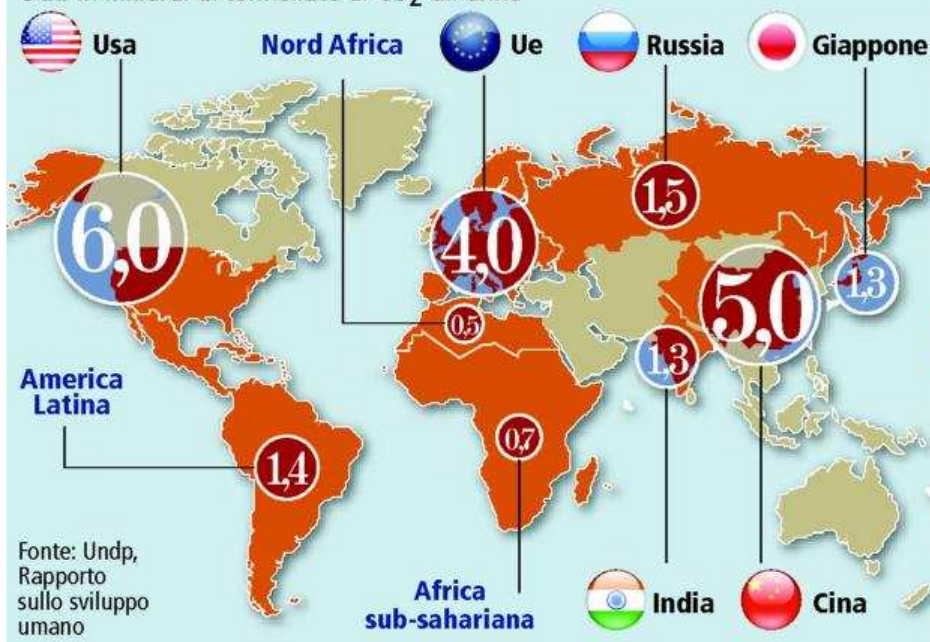 Usa
Nord Africa
Ue
Russia
Giappone
6,0
4,0
1,5
5,0
1,3
0,5
1,3
America
Latina
1,4
0,7
Fonte: Undp,
Rapporto
sullo sviluppo
umano
Africa
sub-sahariana
India
Cina